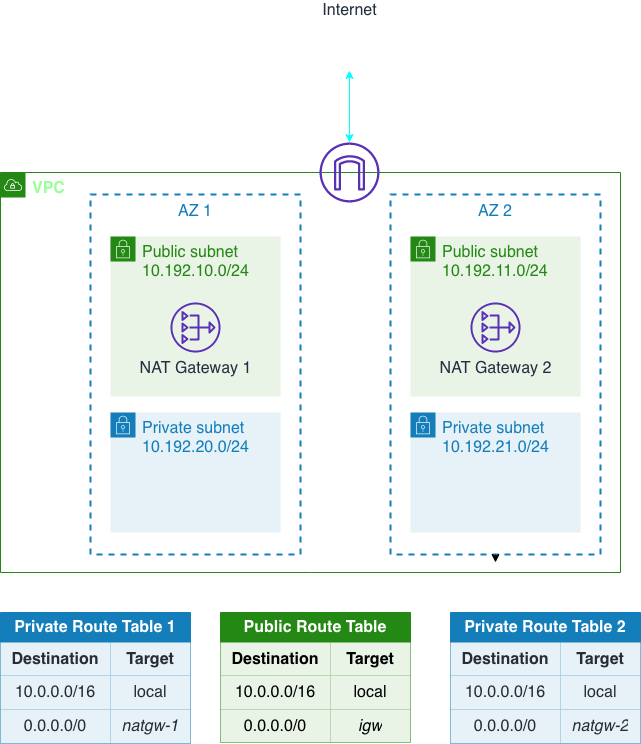 Internet
VPC
AZ 1
AZ 2
Public subnet
10.192.10.0/24
NAT Gateway 1
Public subnet
10.192.11.0/24
NAT Gateway 2
Private subnet
10.192.20.0/24
Private subnet
10.192.21.0/24
Private Route Table 1
Destination Target
10.0.0.0/16 local
0.0.0.0/0 natgw-1
Public Route Table
Destination Target
10.0.0.0/16 local
0.0.0.0/0 igw
Private Route Table 2
Destination Target
10.0.0.0/16 local
0.0.0.0/0 natgw-2